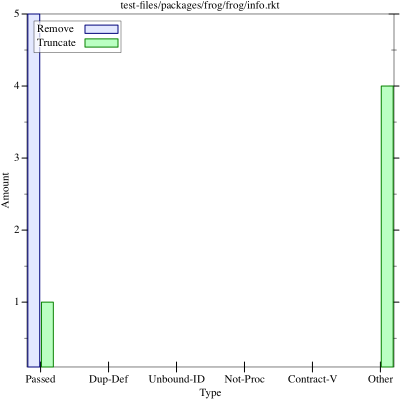 test-files/packages/frog/frog/info.rkt
5
Remove
Truncate
4
3
2
1
Amount
Passed Dup-Def Unbound-ID Not-Proc Contract-V Other
Type